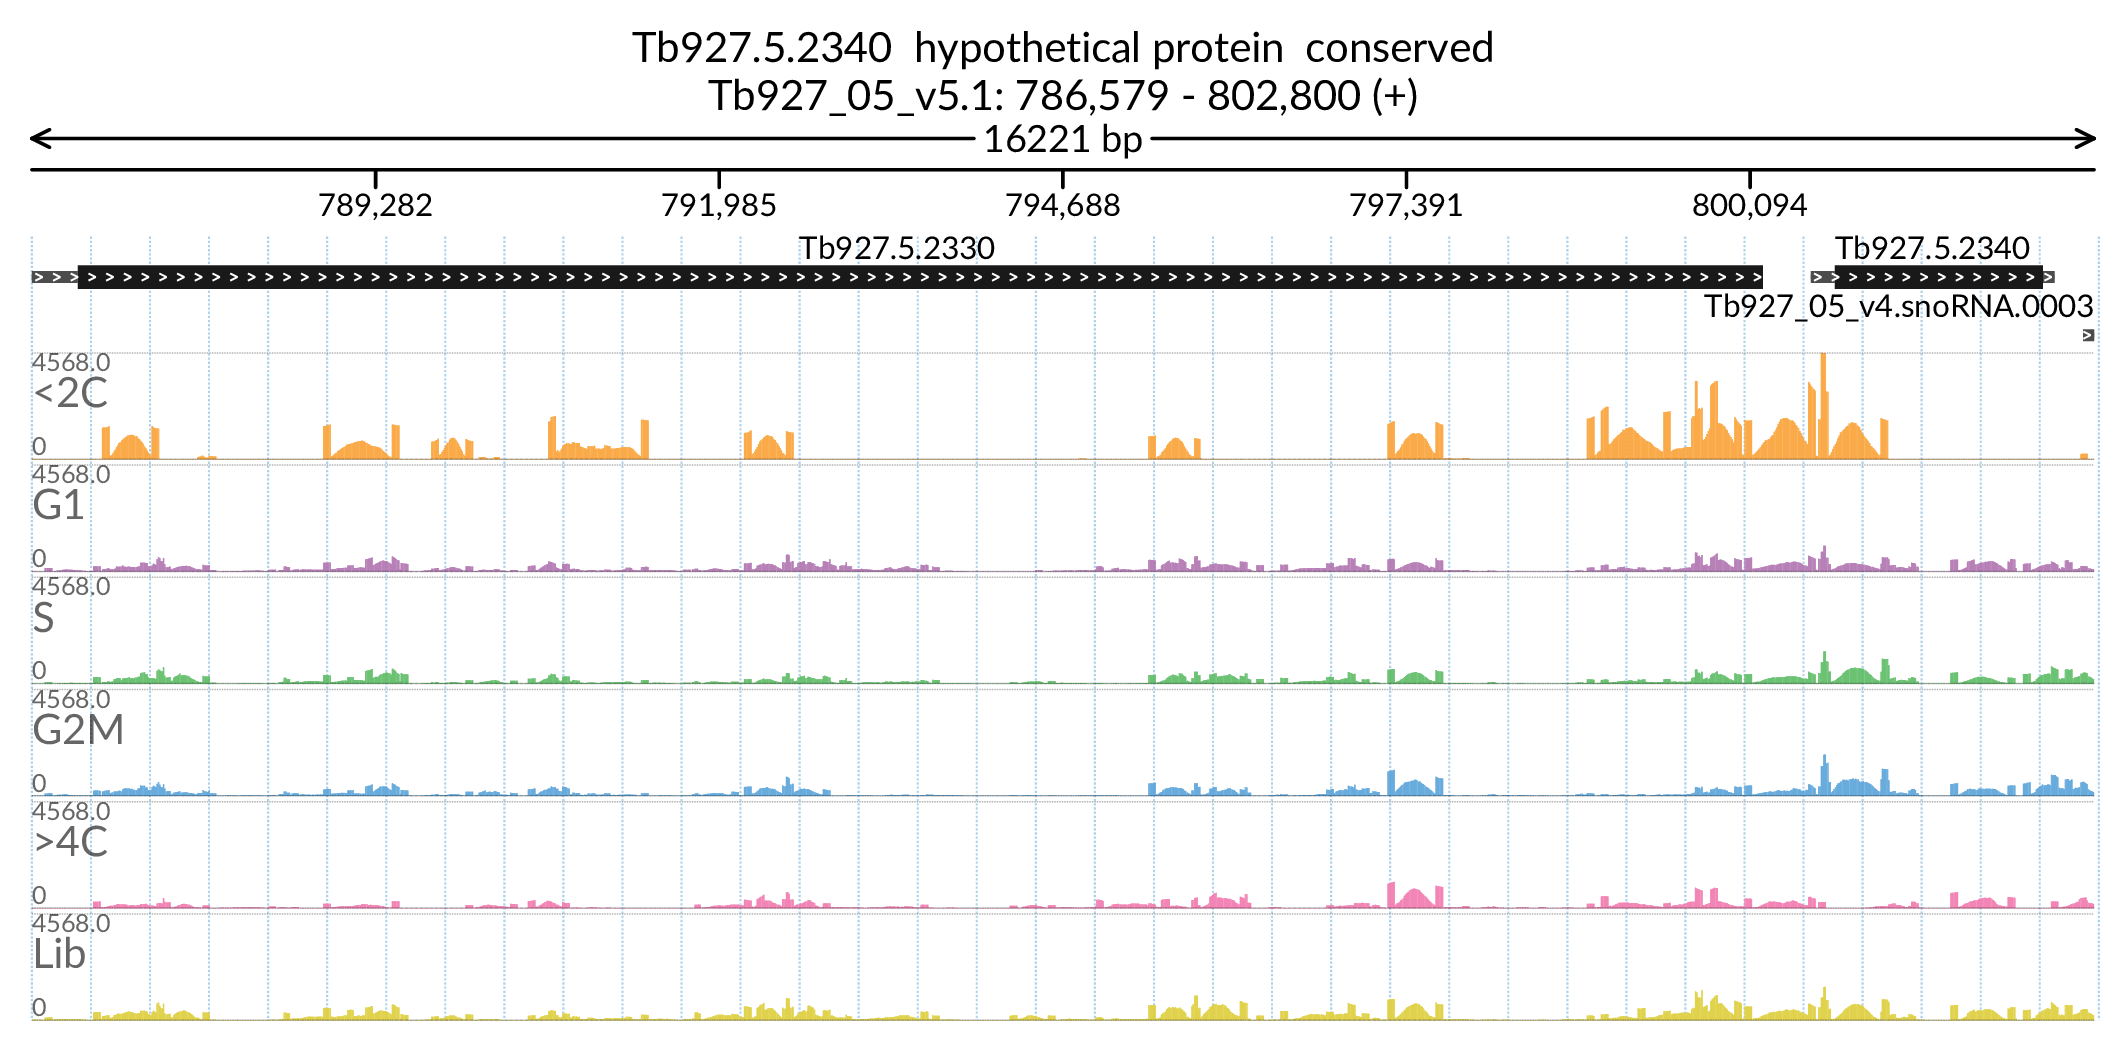 Tb927.5.2340 hypothetical protein conserved
Tb927_05_v5.1: 786,579 - 802,800 (+)
16221 bp
789,282 791,985 794,688 797,391 800,094
Tb927.5.2330 Tb927.5.2340
Tb927_05_v4.snoRNA.0003
4568.0
<2C
0
4568.0
G1
0
4568.0
S
0
4568.0
G2M
0
4568.0
>4C
0
4568.0
Lib
0